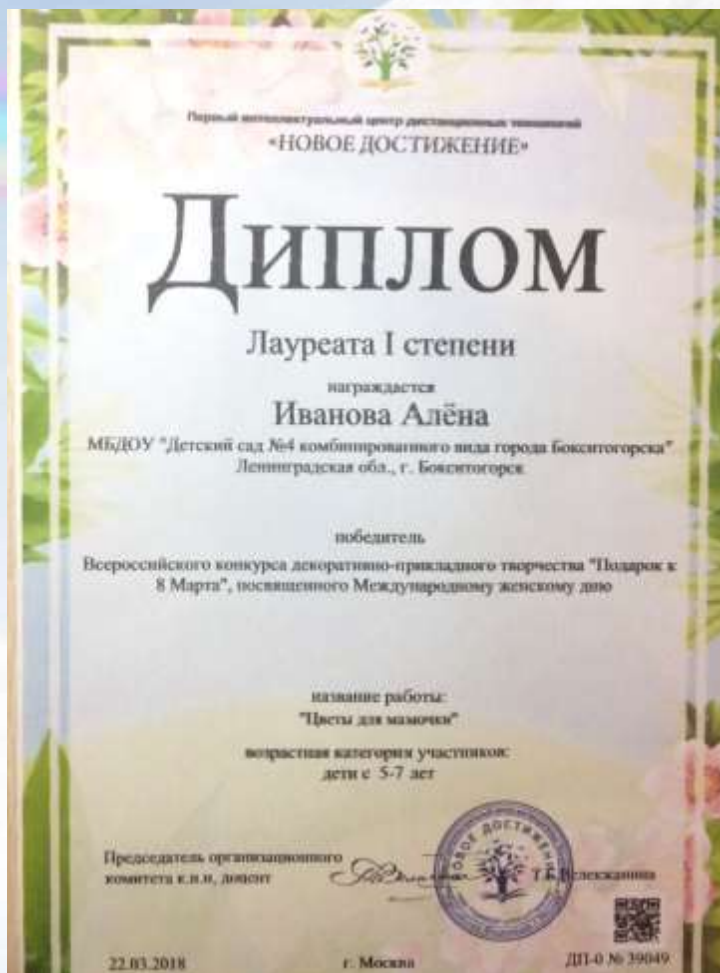 Первый интеллектуальный центр дистанционных технологий
«НОВОЕ ДОСТИЖЕНИЕ»
Диплом
Лауреата I степени
награждается
Иванова Алёна
МБДОУ "Детский сад №4 комбинированного вида города Бокситогорска"
Ленинградская обл., г. Бокситогорск
победитель
Всероссийского конкурса декоративно-прикладного творчества "Подарок к
8 Марта", посвященного Международному женскому дню
название работы:
"Цветы для мамочки"
возрастная категория участников:
дети с 5-7 лет
Председатель организационного
комитета к.п.н, доцент
НОВОЕ ДОСТИЖЕНИЕ
22.03.2018
г. Москва
ДП-0 № 39049